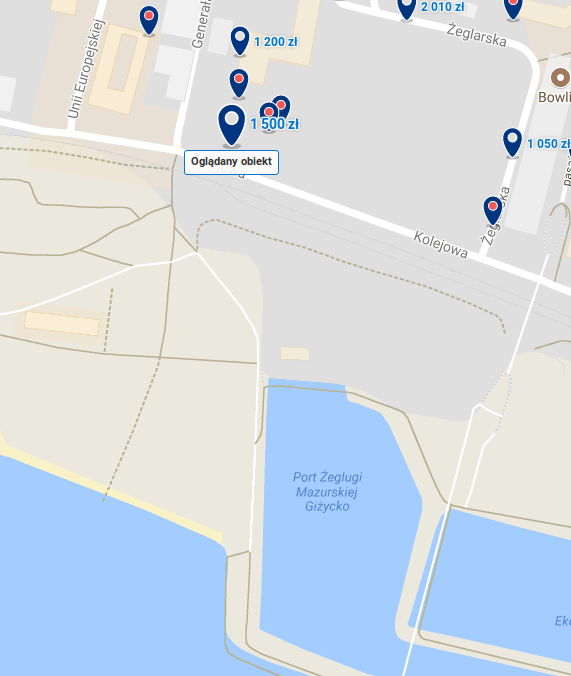 2 010 zł
Żeglarska
Unii Europejskiej
Generała
1 200 zł
Bowli
1 500 zł
1 050 zł
Oglądany obiekt
Kolejowa
Port Żeglugi
Mazurskiej
Giżycko